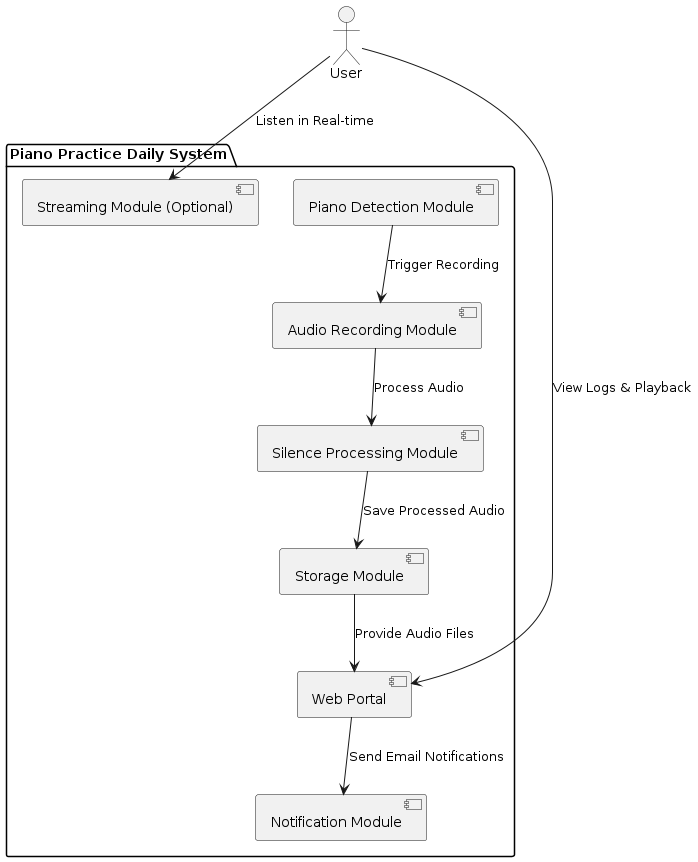 User
Listen in Real-time
Piano Practice Daily System
Streaming Module (Optional)
Piano Detection Module
Trigger Recording
Audio Recording Module
Process Audio
View Logs & Playback
Silence Processing Module
Save Processed Audio
Storage Module
Provide Audio Files
Web Portal
Send Email Notifications
Notification Module